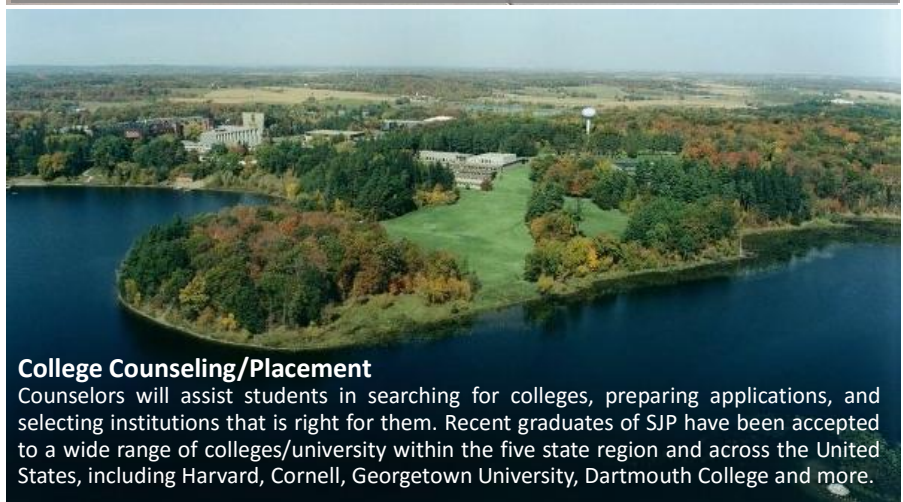 College Counseling/Placement
Counselors will assist students in searching for colleges, preparing applications, and
selecting institutions that is right for them. Recent graduates of SJP have been accepted
to a wide range of colleges/university within the five state region and across the United
States, including Harvard, Cornell, Georgetown University, Dartmouth College and more.